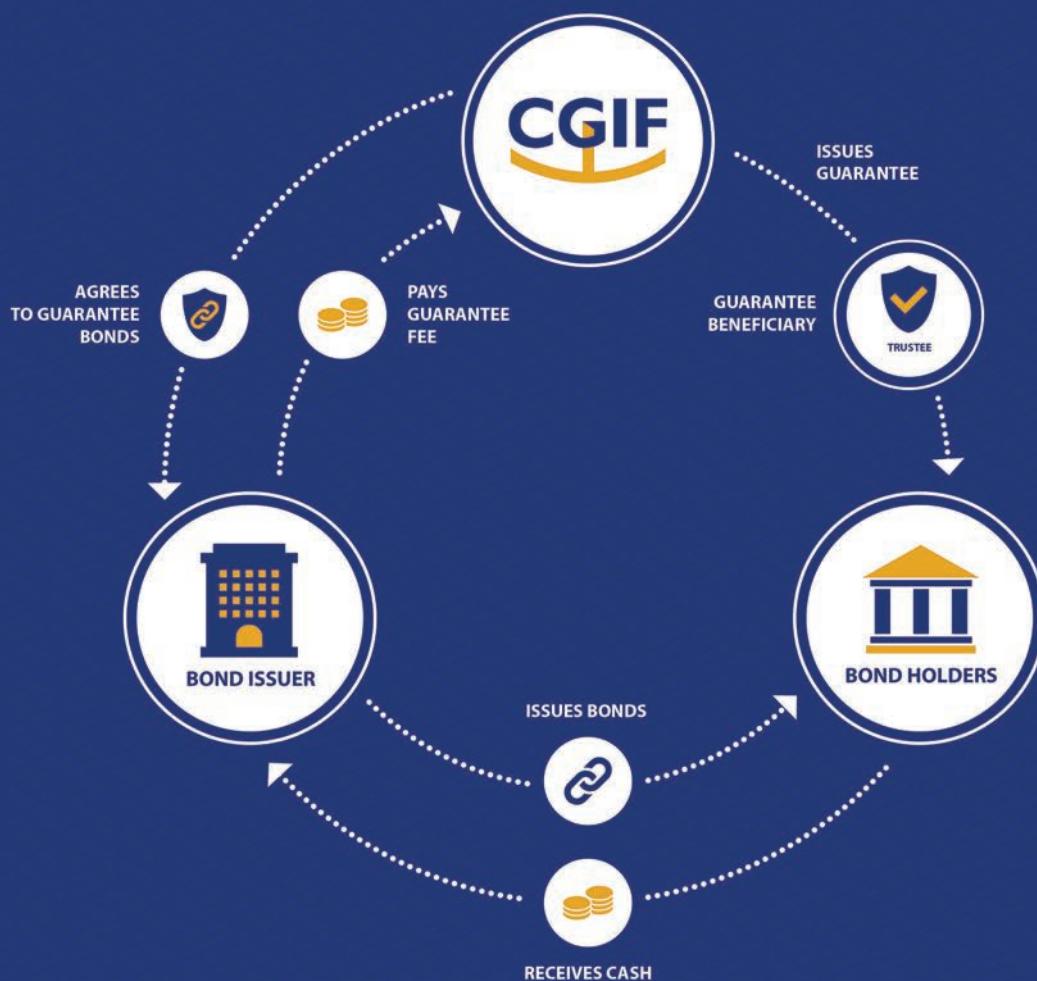 CGIF
ISSUES
GUARANTEE
AGREES
TO GUARANTEE
BONDS
PAYS
GUARANTEE
FEE
GUARANTEE
BENEFICIARY
TRUSTEE
BOND ISSUER
BOND HOLDERS
ISSUES BONDS
RECEIVES CASH